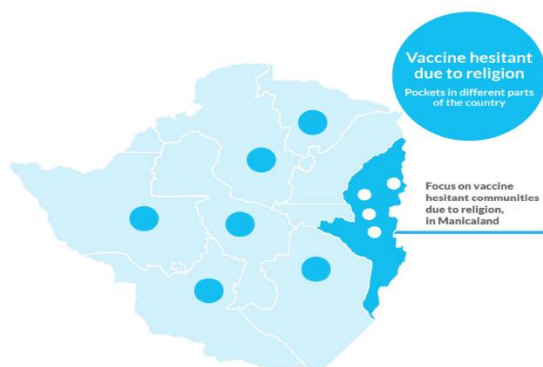 Vaccine hesitant
due to religion
Pockets in different parts
of the country
Focus on vaccine
hesitant communities
due to religion,
in Manicaland